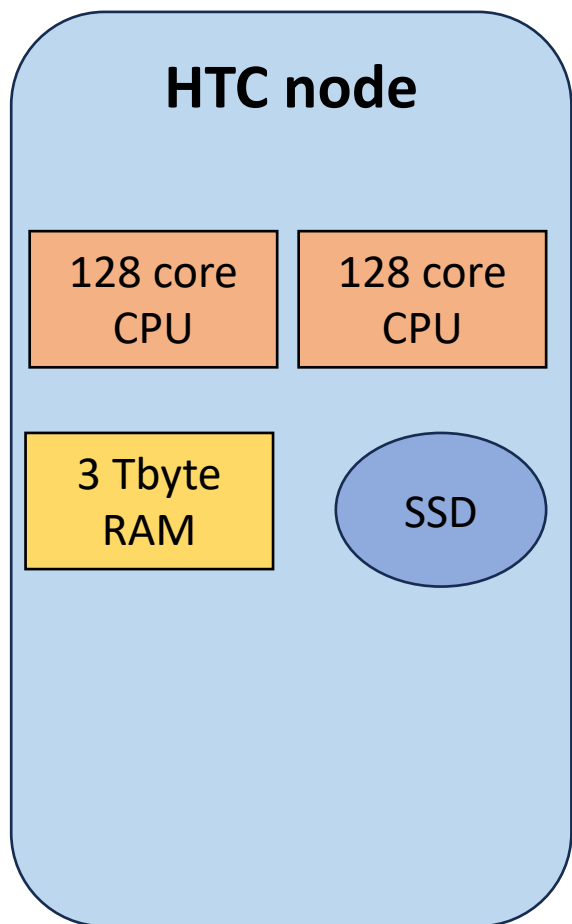 HTC node
128 core
CPU
128 core
CPU
3 Tbyte
RAM
SSD